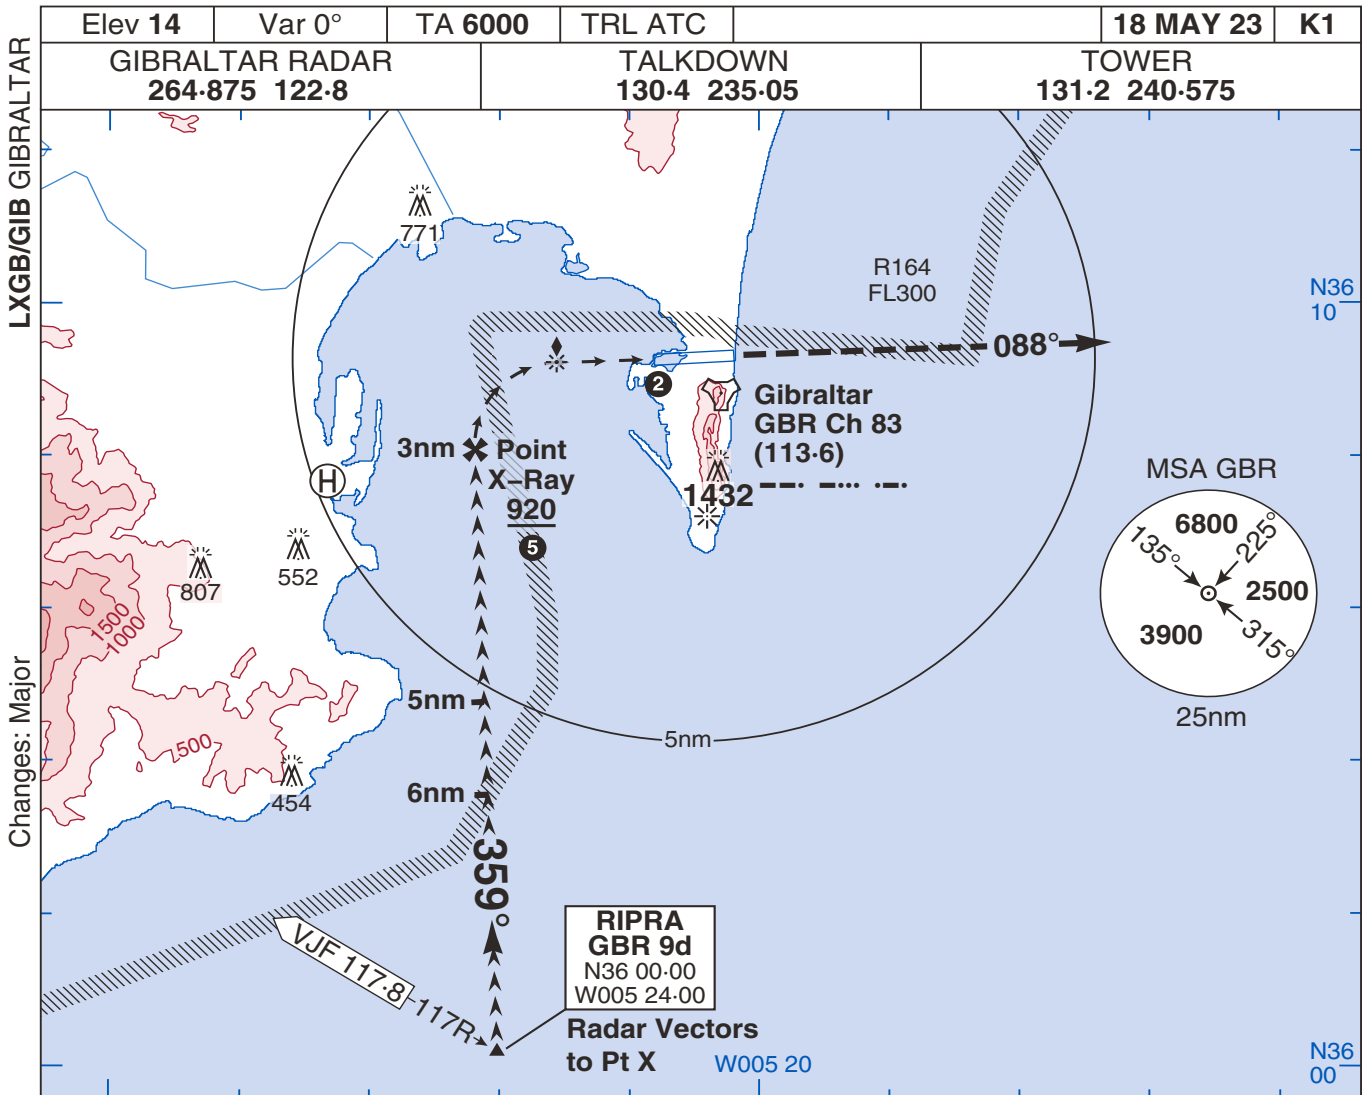 Elev 14 Var 0° TA 6000 TRL ATC 18 MAY 23 K1
GIBRALTAR RADAR TALKDOWN TOWER
264·875 122·8 130·4 235·05 131·2 240·575
LXGB/GIB GIBRALTAR
Changes: Major
771
R164
FL300
N36
10
088°
2
Gibraltar
GBR Ch 83
(113·6)
3nm Point
X–Ray
920
H
1432
5
MSA GBR
6800
135° 225°
2500
3900
315°
25nm
807
552
1500
1000
5nm
5nm
500
454
6nm
359°
VJF 117·8
117R
RIPRA
GBR 9d
N36 00·00
W005 24·00
Radar Vectors
to Pt X
W005 20
N36
00